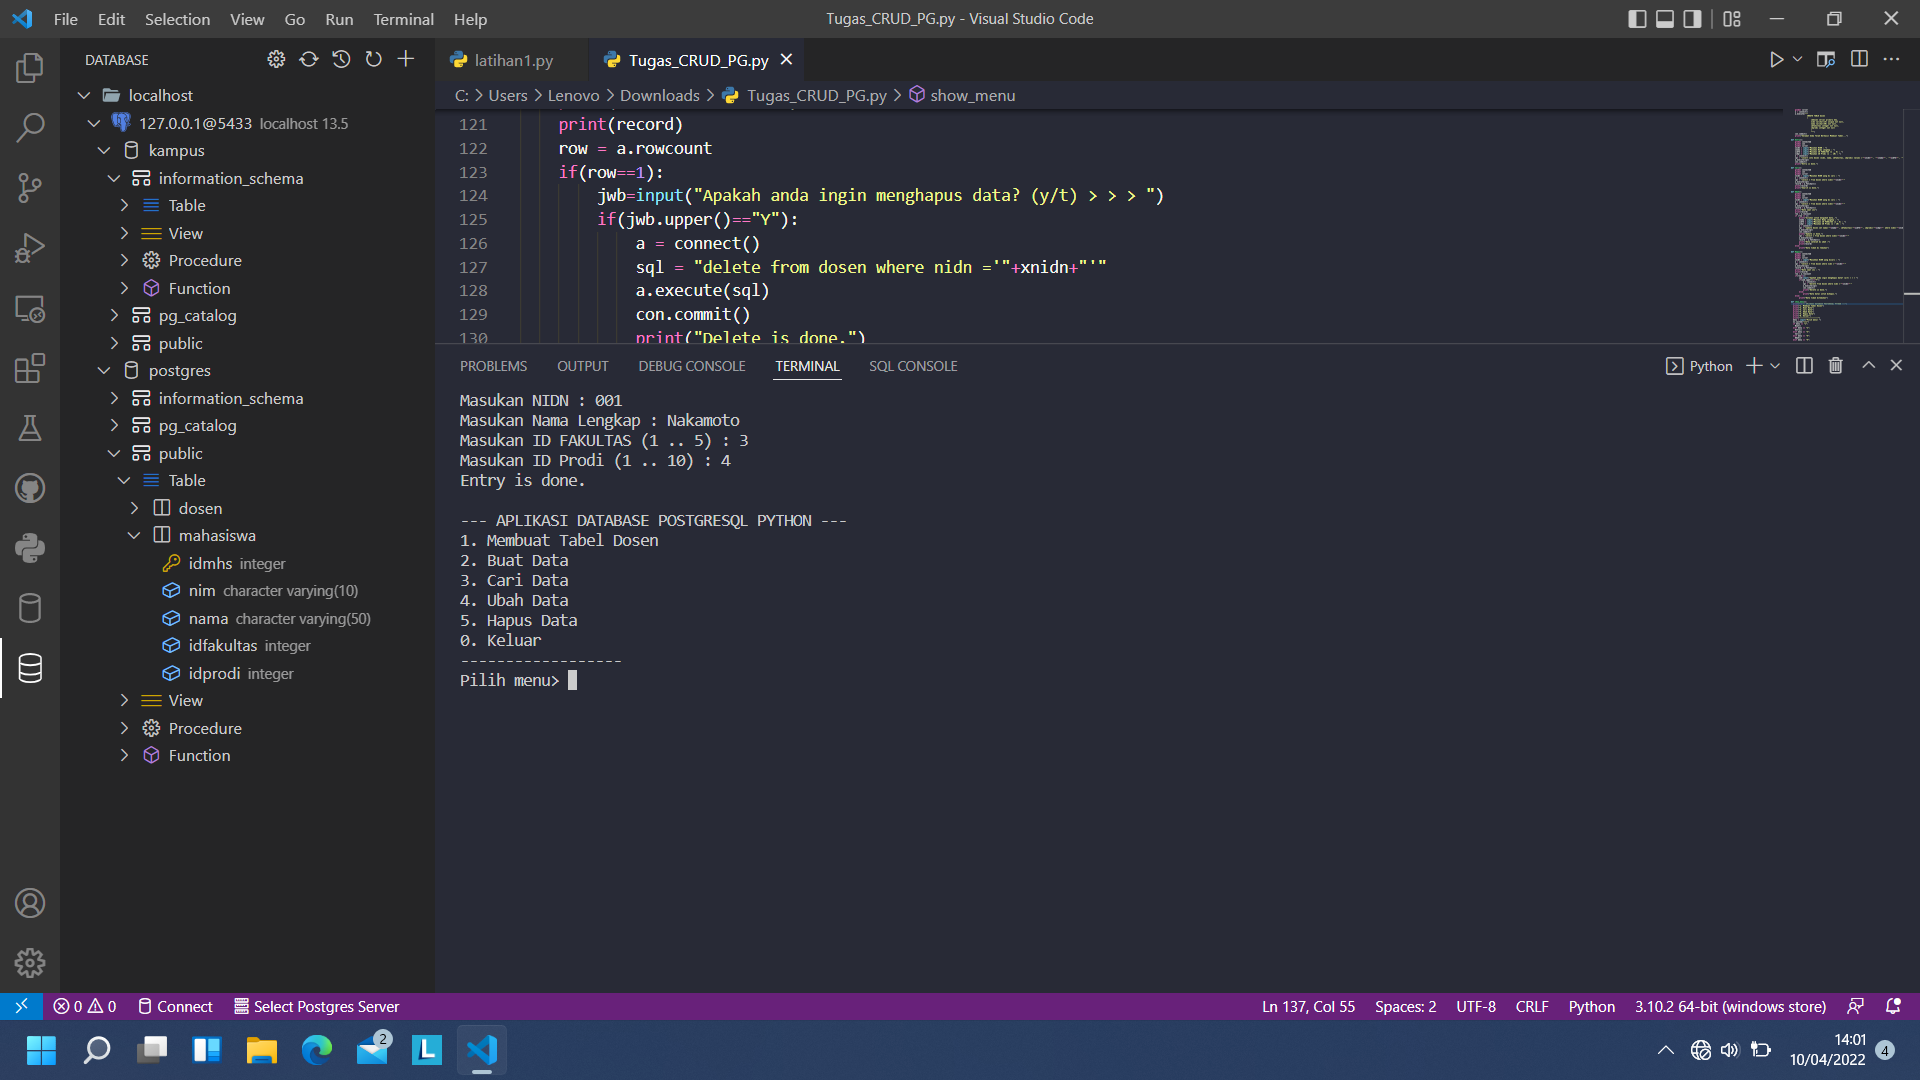 File Edit Selection View Go Run Terminal Help
Tugas_CRUD_PG.py - Visual Studio Code
DATABASE
localhost
127.0.0.1@5433 localhost 13.5
kampus
information_schema
Table
View
Procedure
Function
pg_catalog
public
postgres
information_schema
pg_catalog
public
Table
dosen
mahasiswa
idmhs integer
nim character varying(10)
nama character varying(50)
idfakultas integer
idprodi integer
View
Procedure
Function
latihan1.py
Tugas_CRUD_PG.py
C: > Users > Lenovo > Downloads > Tugas_CRUD_PG.py > show_menu
121 print(record)
122 row = a.rowcount
123 if(row==1):
124 jwb=input("Apakah anda ingin menghapus data? (y/t) > > > ")
125 if(jwb.upper()=="Y"):
126 a = connect()
127 sql = "delete from dosen where nidn ='"+xnidn+"'"
128 a.execute(sql)
129 con.commit()
130 print("Delete is done.")
PROBLEMS OUTPUT DEBUG CONSOLE TERMINAL SQL CONSOLE
Python
Masukan NIDN : 001
Masukan Nama Lengkap : Nakamoto
Masukan ID FAKULTAS (1 .. 5) : 3
Masukan ID Prodi (1 .. 10) : 4
Entry is done.
--- APLIKASI DATABASE POSTGRESQL PYTHON ---
1. Membuat Tabel Dosen
2. Buat Data
3. Cari Data
4. Ubah Data
5. Hapus Data
0. Keluar
------------------
Pilih menu>
0 0 Connect Select Postgres Server
Ln 137, Col 55 Spaces: 2 UTF-8 CRLF Python 3.10.2 64-bit (windows store)
2
L
14:01
10/04/2022
4